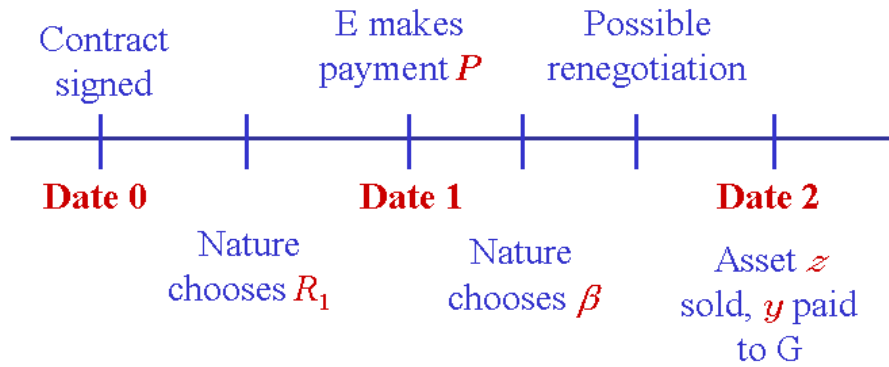 Contract
signed
E makes
payment P
Possible
renegotiation
Date 0
Date 1
Date 2
Nature
chooses R₁
Nature
chooses β
Asset z
sold, y paid
to G